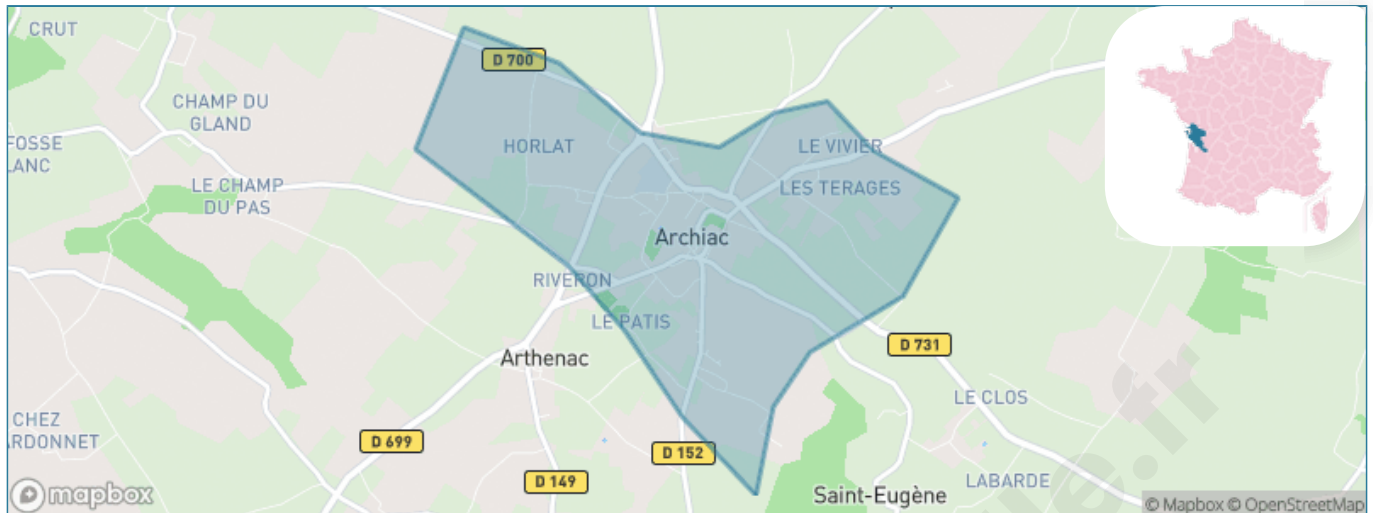 CRUT
D 700
CHAMP DU
GLAND
FOSSE
LANC
HORLAT
LE VIVIER
LE CHAMP
DU PAS
LES TERAGES
Archiac
RIVERON
LE PATIS
Arthenac
D 731
LE CLOS
CHEZ
ARDONNET
D 699
D 152
D 149
LABARDE
Saint-Eugène
mapbox
© Mapbox © OpenStreetMap